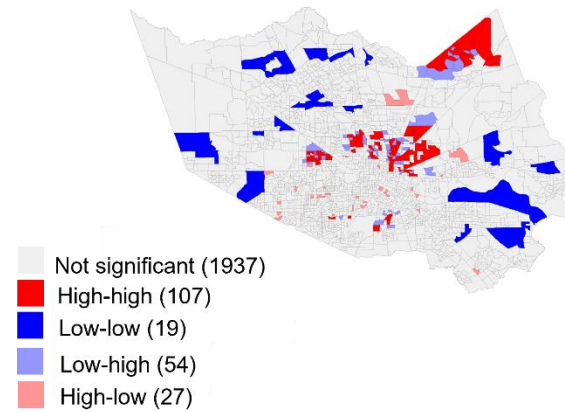 Not significant (1937)
High-high (107)
Low-low (19)
Low-high (54)
High-low (27)